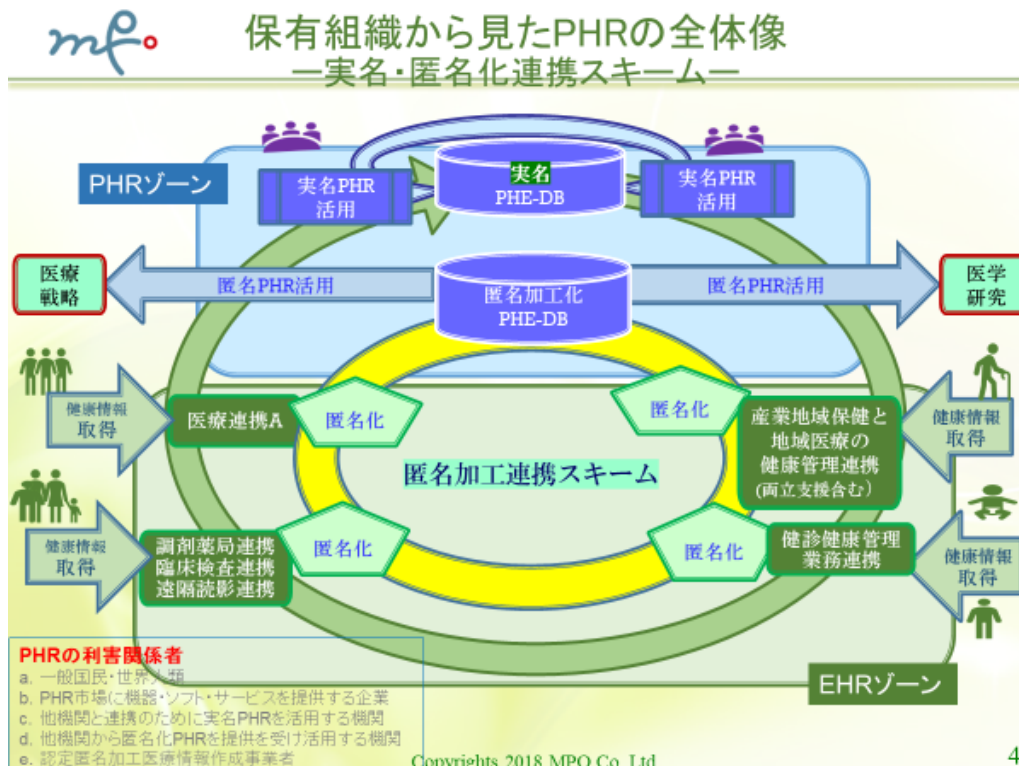 mpo
保有組織から見たPHRの全体像
―実名・匿名化連携スキーム―
PHRゾーン
実名PHR
活用
実名
PHE-DB
実名PHR
活用
医療
戦略
匿名PHR活用
匿名加工化
PHE-DB
匿名PHR活用
医学
研究
健康情報
取得
医療連携A
匿名化
匿名化
産業地域保健と
地域医療の
健康管理連携
(両立支援含む)
健康情報
取得
匿名加工連携スキーム
健康情報
取得
調剤薬局連携
臨床検査連携
遠隔読影連携
匿名化
匿名化
健診健康管理
業務連携
健康情報
取得
PHRの利害関係者
a. 一般国民・世界人類
b. PHR市場に機器・ソフト・サービスを提供する企業
c. 他機関と連携のために実名PHRを活用する機関
d. 他機関から匿名化PHRを提供を受け活用する機関
e. 認定匿名加工医療情報作成事業者
EHRゾーン
Copyrights 2018 MPO Co. Ltd
4